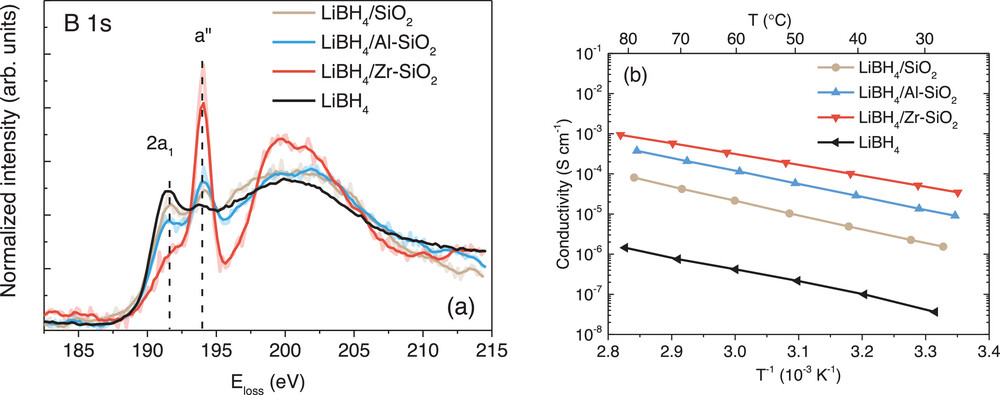 B 1s
LiBH4/SiO2
LiBH4/Al-SiO2
LiBH4/Zr-SiO2
LiBH4
a"
2a1
(a)
Normalized intensity (arb. units)
185 190 195 200 205 210 215
Eloss (eV)
T (°C)
80 70 60 50 40 30
(b)
LiBH4/SiO2
LiBH4/Al-SiO2
LiBH4/Zr-SiO2
LiBH4
Conductivity (S cm-1)
10-1
10-2
10-3
10-4
10-5
10-6
10-7
10-8
2.8 2.9 3.0 3.1 3.2 3.3 3.4
T-1 (10-3 K-1)